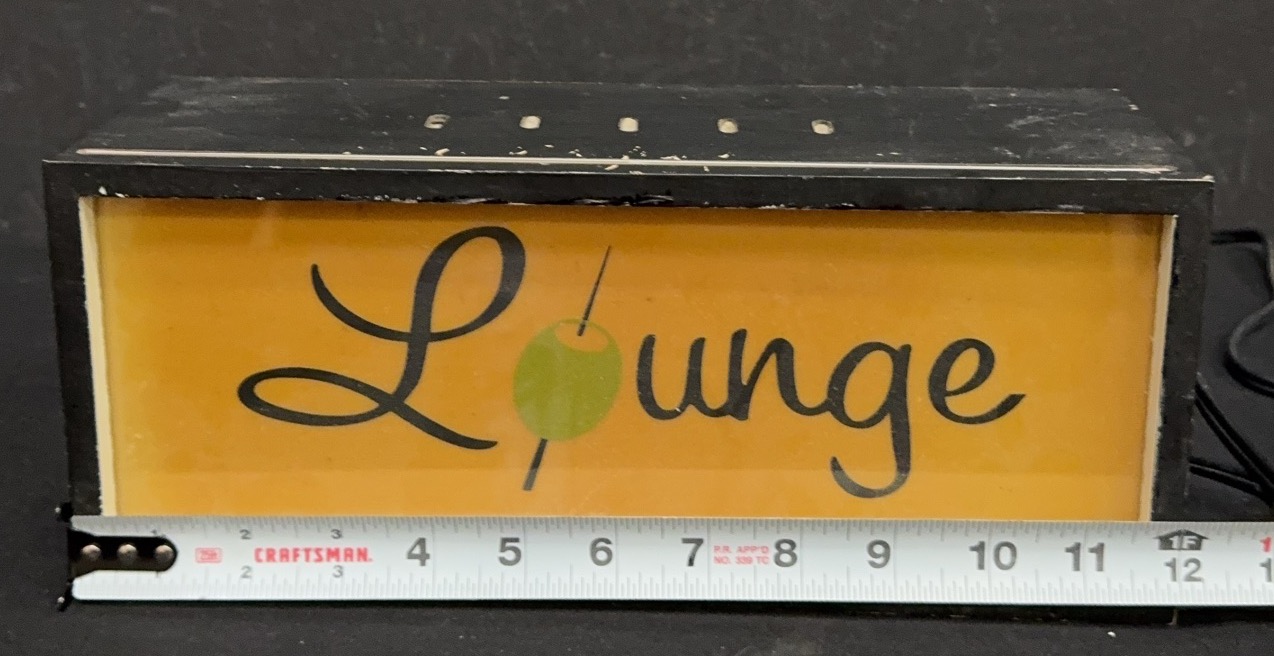 Lounge
1 2 3 CRAFTSMAN. 4 5 6 7 P.R. APP'D NO. 339 TC 8 9 10 11 1F 12
2 3